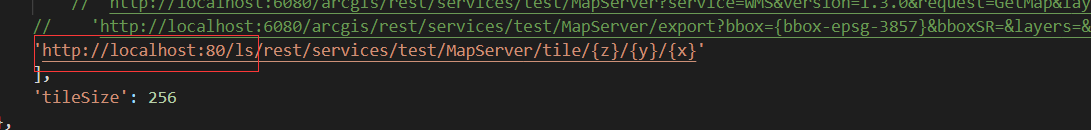 // 'http://localhost:6080/arcgis/rest/services/test/MapServer?service=WMS&version=1.3.0&request=GetMap&lay
// 'http://localhost:6080/arcgis/rest/services/test/MapServer/export?bbox={bbox-epsg-3857}&bboxSR=&layers=&
'http://localhost:80/ls/rest/services/test/MapServer/tile/{z}/{y}/{x}'
],
'tileSize': 256
},